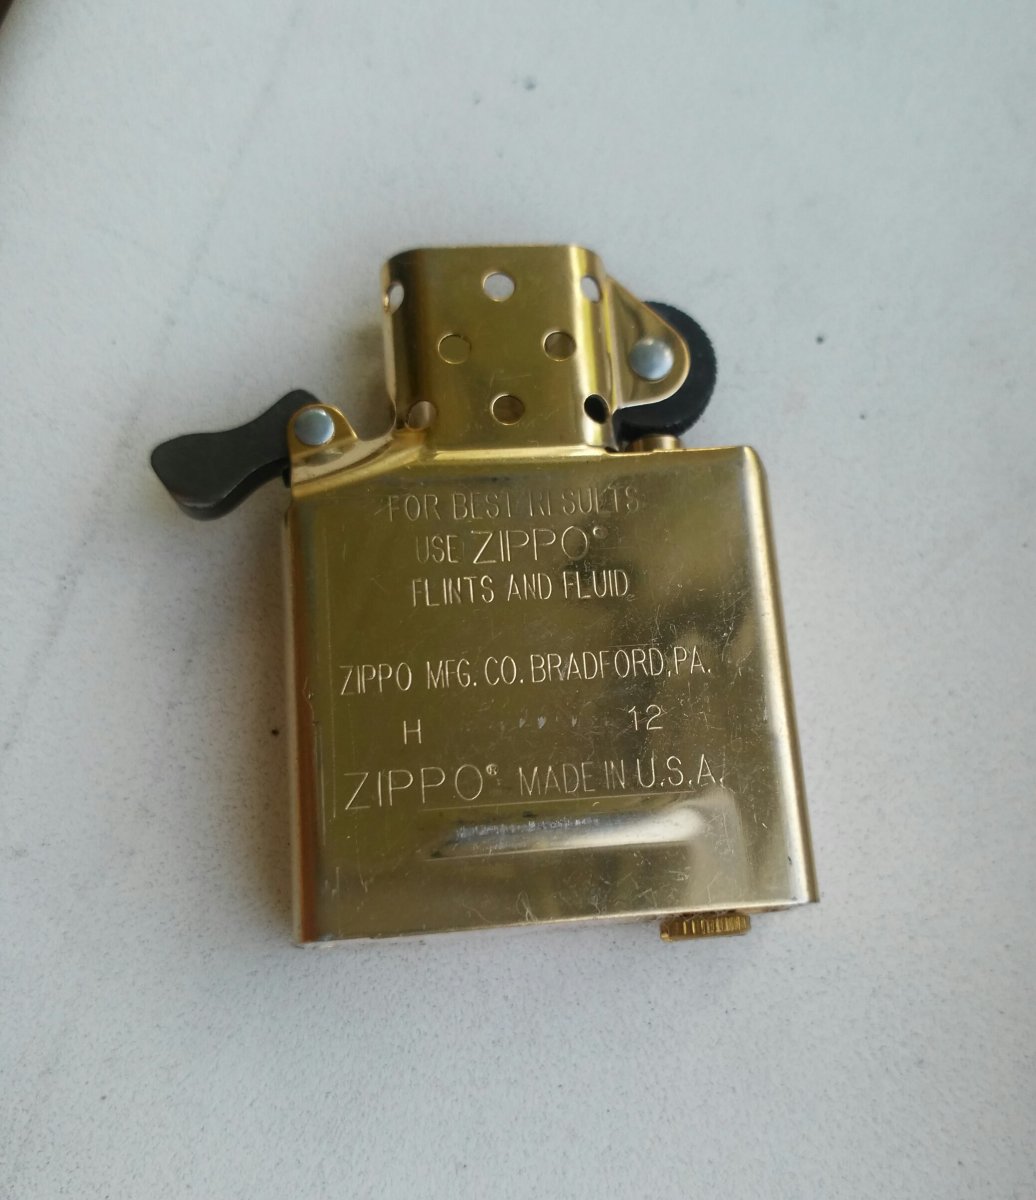 FOR BEST RESULTS
USE ZIPPO®
FLINTS AND FLUID
ZIPPO MFG. CO. BRADFORD, PA.
H 12
ZIPPO® MADE IN U.S.A.